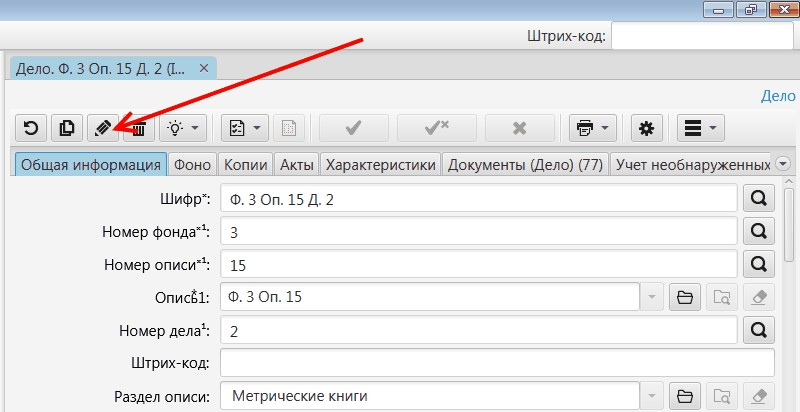 Штрих-код:
Дело. Ф. 3 Оп. 15 Д. 2 (I... ×
Дело
Общая информация Фоно Копии Акты Характеристики Документы (Дело) (77) Учет необнаруженных
Шифр*: Ф. 3 Оп. 15 Д. 2
Номер фонда*¹: 3
Номер описи*¹: 15
Опись*1: Ф. 3 Оп. 15
Номер дела¹: 2
Штрих-код:
Раздел описи: Метрические книги